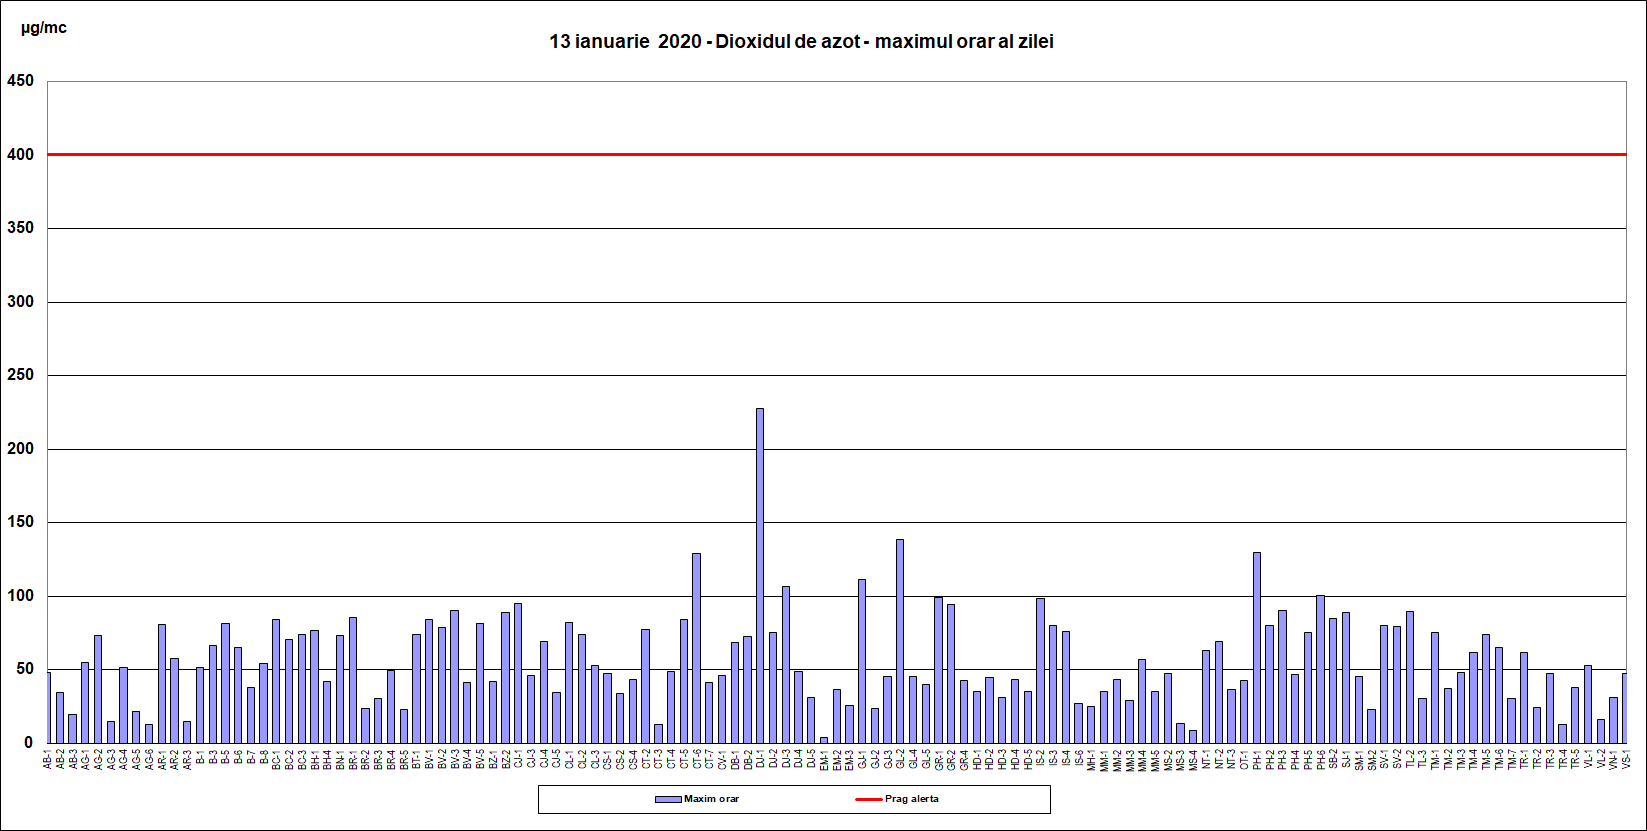 µg/mc
13 ianuarie 2020 - Dioxidul de azot - maximul orar al zilei
450
400
350
300
250
200
150
100
50
0
AB-1 AB-2 AB-3 AG-1 AG-2 AG-3 AG-4 AG-5 AG-6 AR-1 AR-2 AR-3 B-1 B-3 B-5 B-6 B-7 B-8 BC-1 BC-2 BC-3 BH-1 BH-4 BN-1 BR-1 BR-2 BR-3 BR-4 BR-5 BT-1 BV-1 BV-2 BV-3 BV-4 BV-5 BZ-1 BZ-2 CJ-1 CJ-3 CJ-4 CJ-5 CL-1 CL-2 CL-3 CS-1 CS-2 CS-4 CT-2 CT-3 CT-4 CT-5 CT-6 CT-7 CV-1 DB-1 DB-2 DJ-1 DJ-2 DJ-3 DJ-4 DJ-5 EM-1 EM-2 EM-3 GJ-1 GJ-2 GJ-3 GL-2 GL-4 GL-5 GR-1 GR-2 GR-4 HD-1 HD-2 HD-3 HD-4 HD-5 IS-2 IS-3 IS-4 IS-6 MH-1 MM-1 MM-2 MM-3 MM-4 MM-5 MS-2 MS-3 MS-4 NT-1 NT-2 NT-3 OT-1 PH-1 PH-2 PH-3 PH-4 PH-5 PH-6 SB-2 SJ-1 SM-1 SM-2 SV-1 SV-2 TL-2 TL-3 TM-1 TM-2 TM-3 TM-4 TM-5 TM-6 TM-7 TR-1 TR-2 TR-3 TR-4 TR-5 VL-1 VL-2 VN-1 VS-1
Maxim orar
Prag alerta